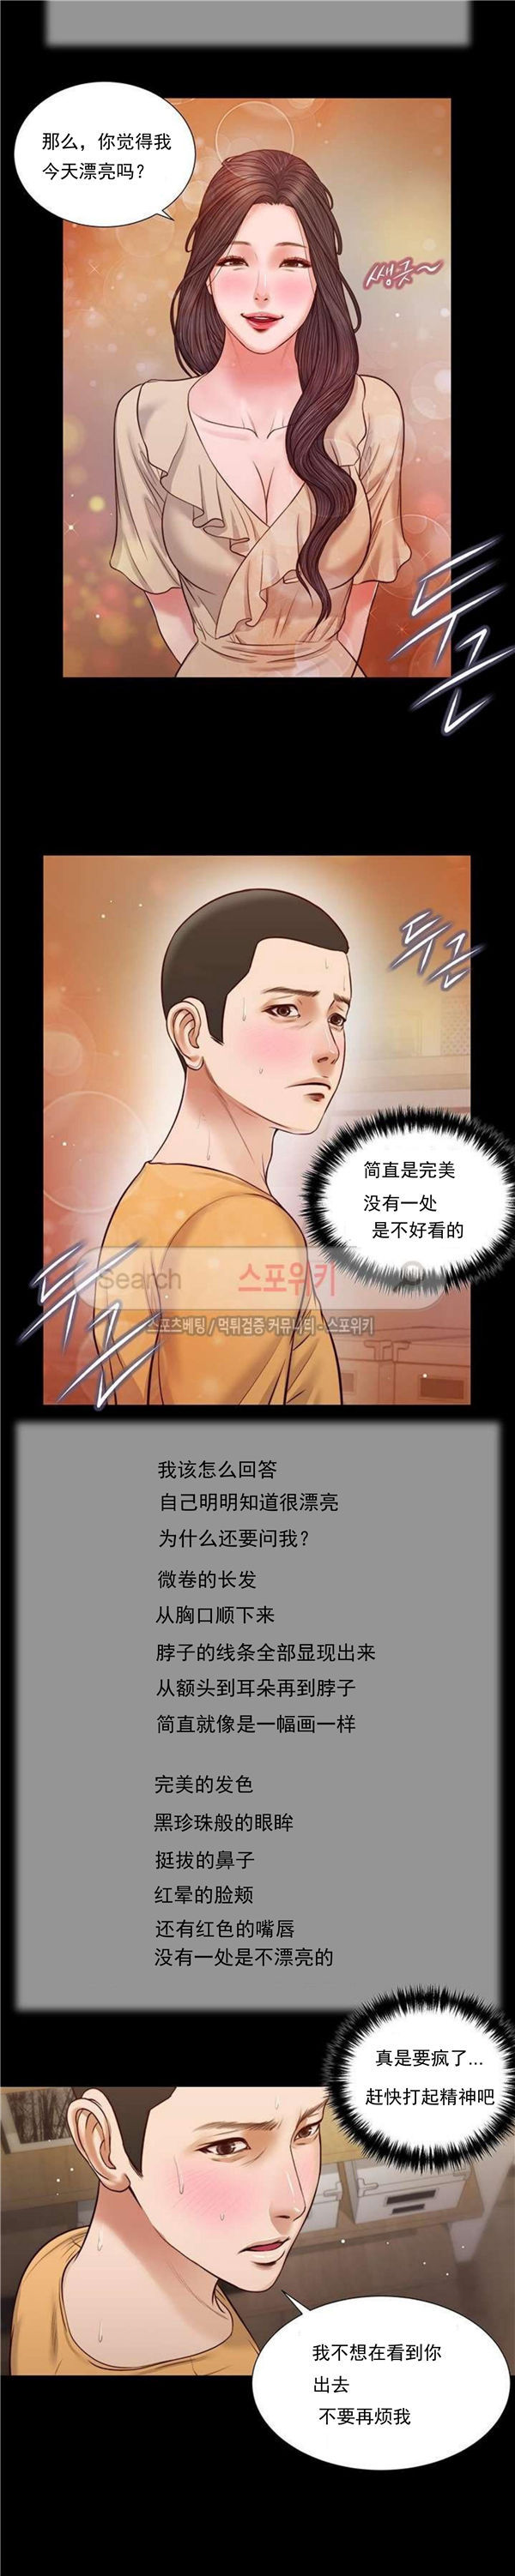 那么，你觉得我
今天漂亮吗？
쌩긋~
두근
두근
简直是完美
没有一处
是不好看的
Search
스포위키
스포츠베팅 / 먹튀검증 커뮤니티 - 스포위키
두근
我该怎么回答
自己明明知道很漂亮
为什么还要问我？
微卷的长发
从胸口顺下来
脖子的线条全部显现出来
从额头到耳朵再到脖子
简直就像是一幅画一样
完美的发色
黑珍珠般的眼眸
挺拔的鼻子
红晕的脸颊
还有红色的嘴唇
没有一处是不漂亮的
真是要疯了...
赶快打起精神吧
我不想在看到你
出去
不要再烦我